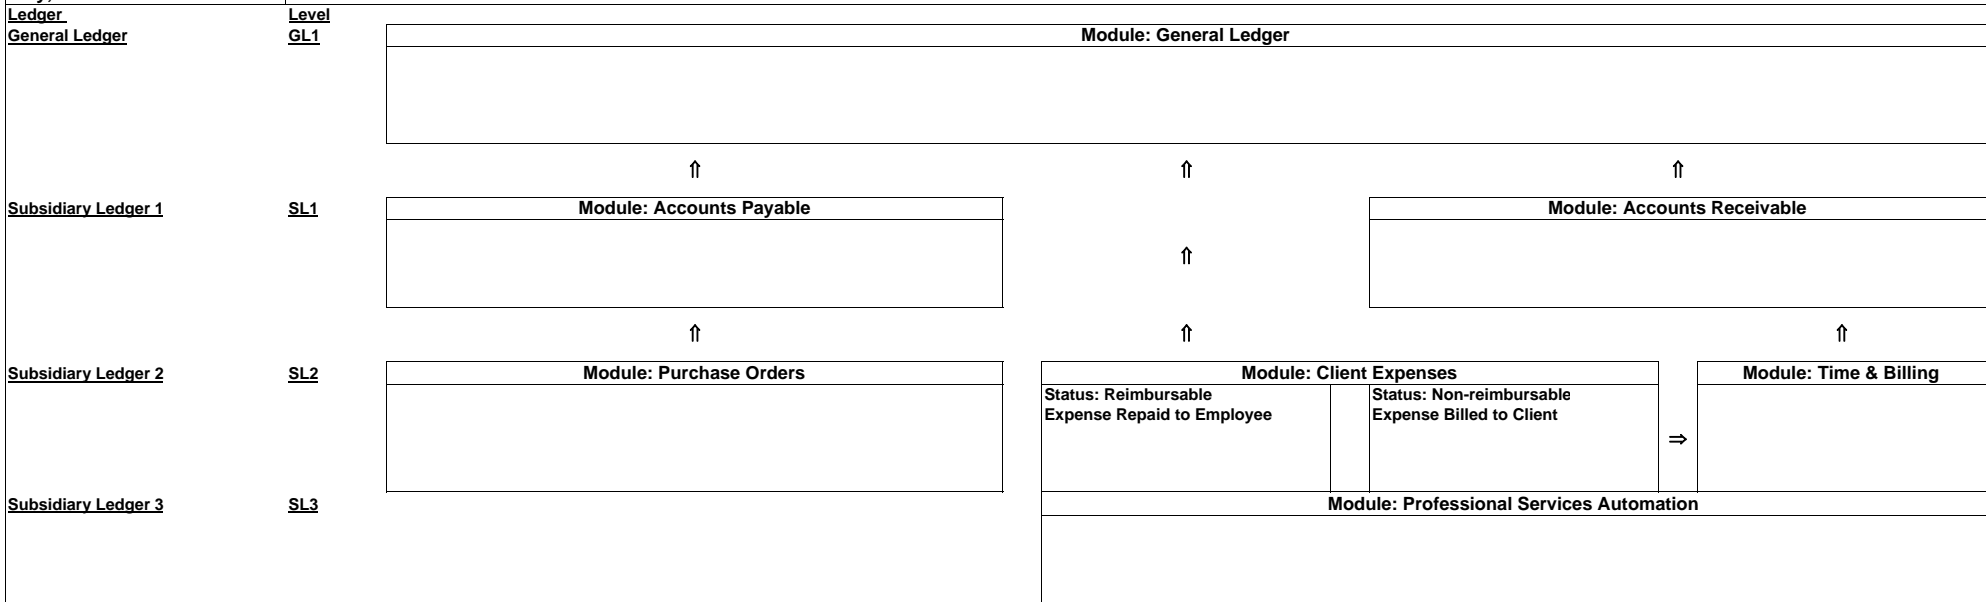 Ledger Level
General Ledger GL1 Module: General Ledger
⇑ ⇑ ⇑
Subsidiary Ledger 1 SL1 Module: Accounts Payable Module: Accounts Receivable
⇑
⇑ ⇑ ⇑
Subsidiary Ledger 2 SL2 Module: Purchase Orders Module: Client Expenses Module: Time & Billing
Status: Reimbursable Status: Non-reimbursable
Expense Repaid to Employee Expense Billed to Client
⇒
Subsidiary Ledger 3 SL3 Module: Professional Services Automation